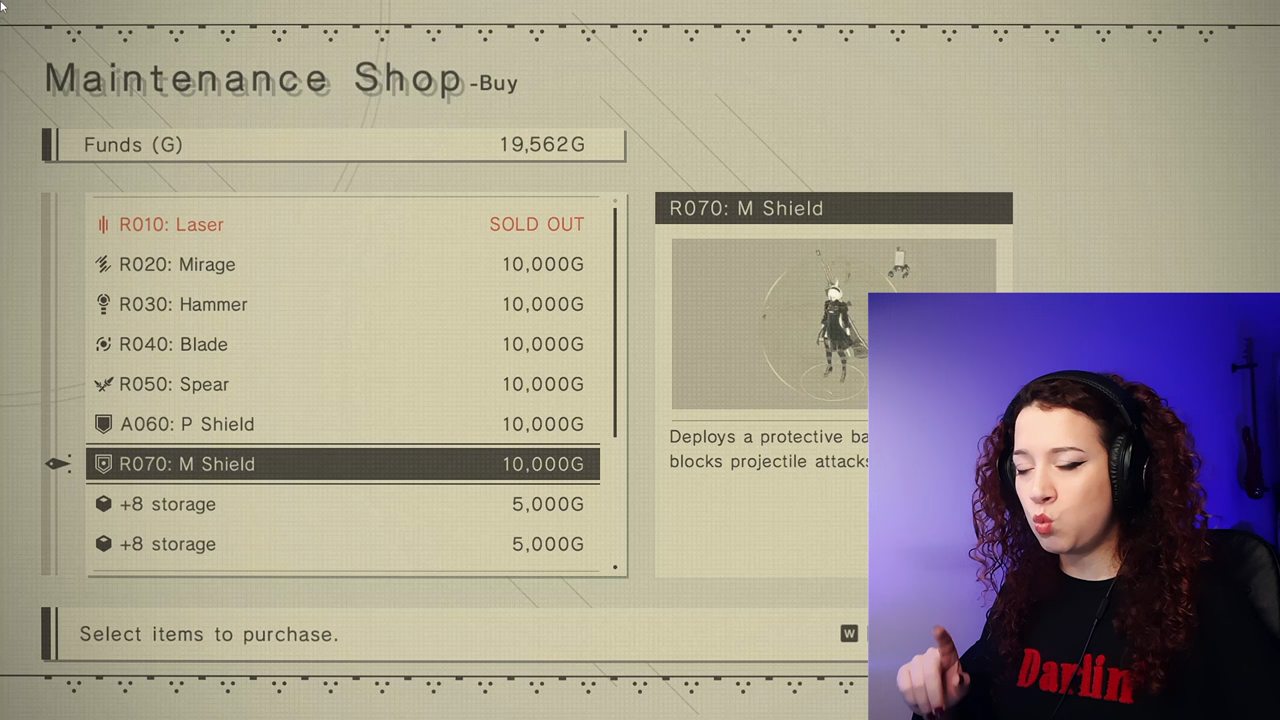 Maintenance Shop -Buy
Funds (G) 19,562G
R010: Laser SOLD OUT
R020: Mirage 10,000G
R030: Hammer 10,000G
R040: Blade 10,000G
R050: Spear 10,000G
A060: P Shield 10,000G
R070: M Shield 10,000G
+8 storage 5,000G
+8 storage 5,000G
R070: M Shield
Deploys a protective ba
blocks projectile attacks
Select items to purchase.
W
Darlin